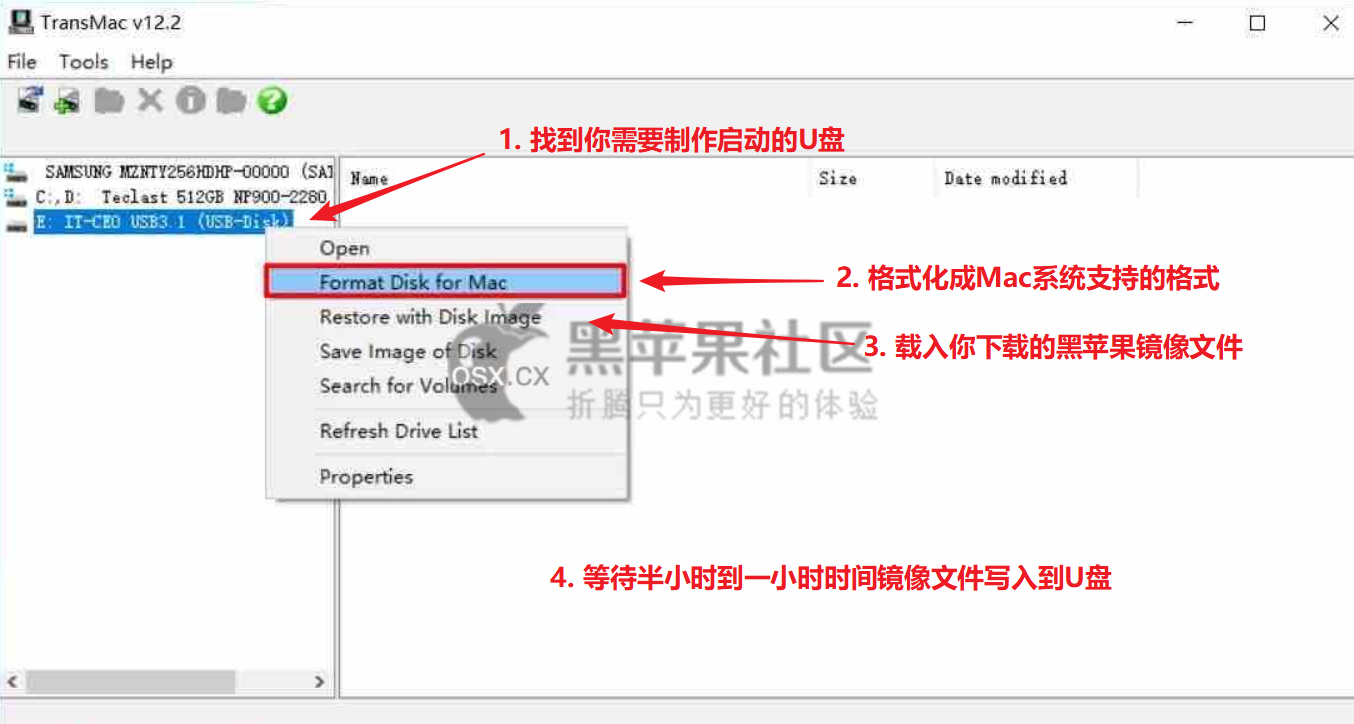 TransMac v12.2
File Tools Help
1. 找到你需要制作启动的U盘
SAMSUNG MZNTY256HDHP-00000 (SAT
C:,D: Teclast 512GB NP900-2280,
E: IT-CEO USB3.1 (USB-Disk)
Name Size Date modified
Open
Format Disk for Mac
2. 格式化成Mac系统支持的格式
Restore with Disk Image
3. 载入你下载的黑苹果镜像文件
Save Image of Disk
Search for Volumes
Refresh Drive List
Properties
黑苹果社区
OSX.CX
折腾只为更好的体验
4. 等待半小时到一小时时间镜像文件写入到U盘